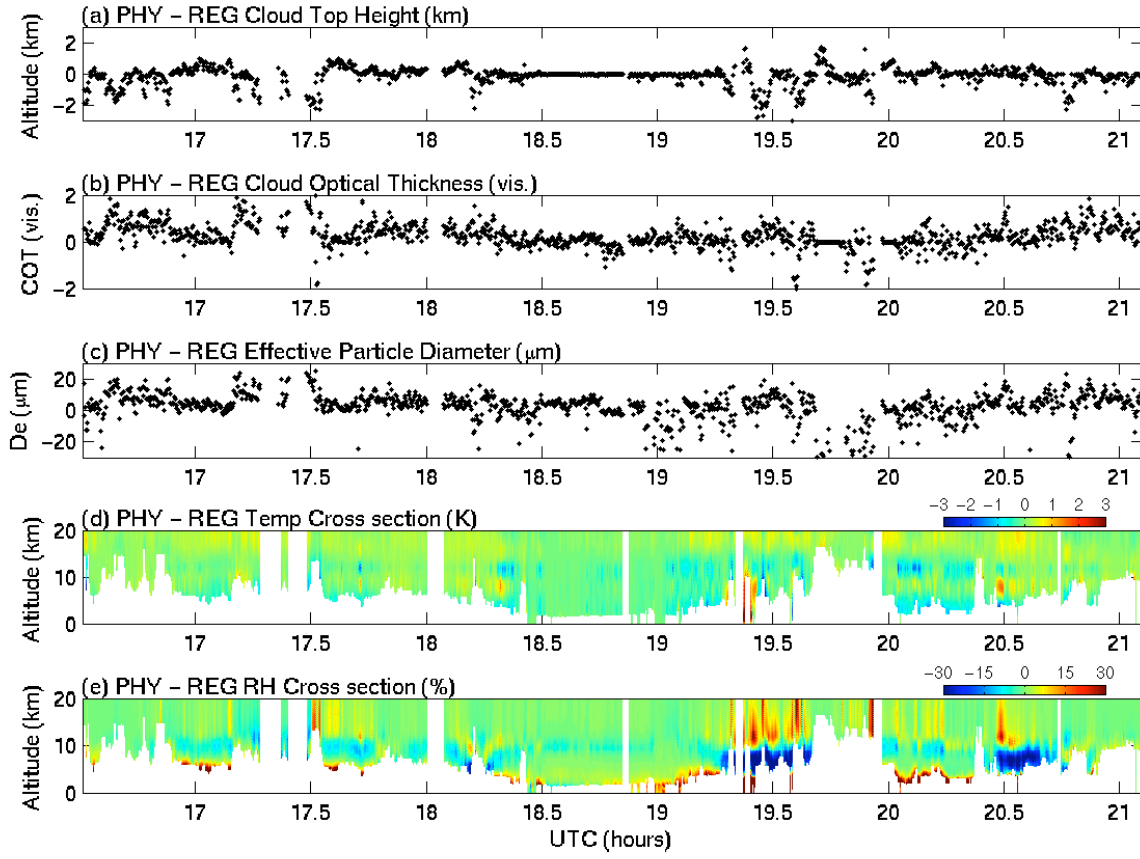 (a) PHY − REG Cloud Top Height (km)
Altitude (km)
2
0
−2
17 17.5 18 18.5 19 19.5 20 20.5 21
(b) PHY − REG Cloud Optical Thickness (vis.)
COT (vis.)
2
0
−2
17 17.5 18 18.5 19 19.5 20 20.5 21
(c) PHY − REG Effective Particle Diameter (μm)
De (μm)
20
0
−20
17 17.5 18 18.5 19 19.5 20 20.5 21
(d) PHY − REG Temp Cross section (K)
−3 −2 −1 0 1 2 3
Altitude (km)
20
10
0
17 17.5 18 18.5 19 19.5 20 20.5 21
(e) PHY − REG RH Cross section (%)
−30 −15 0 15 30
Altitude (km)
20
10
0
17 17.5 18 18.5 19 19.5 20 20.5 21
UTC (hours)